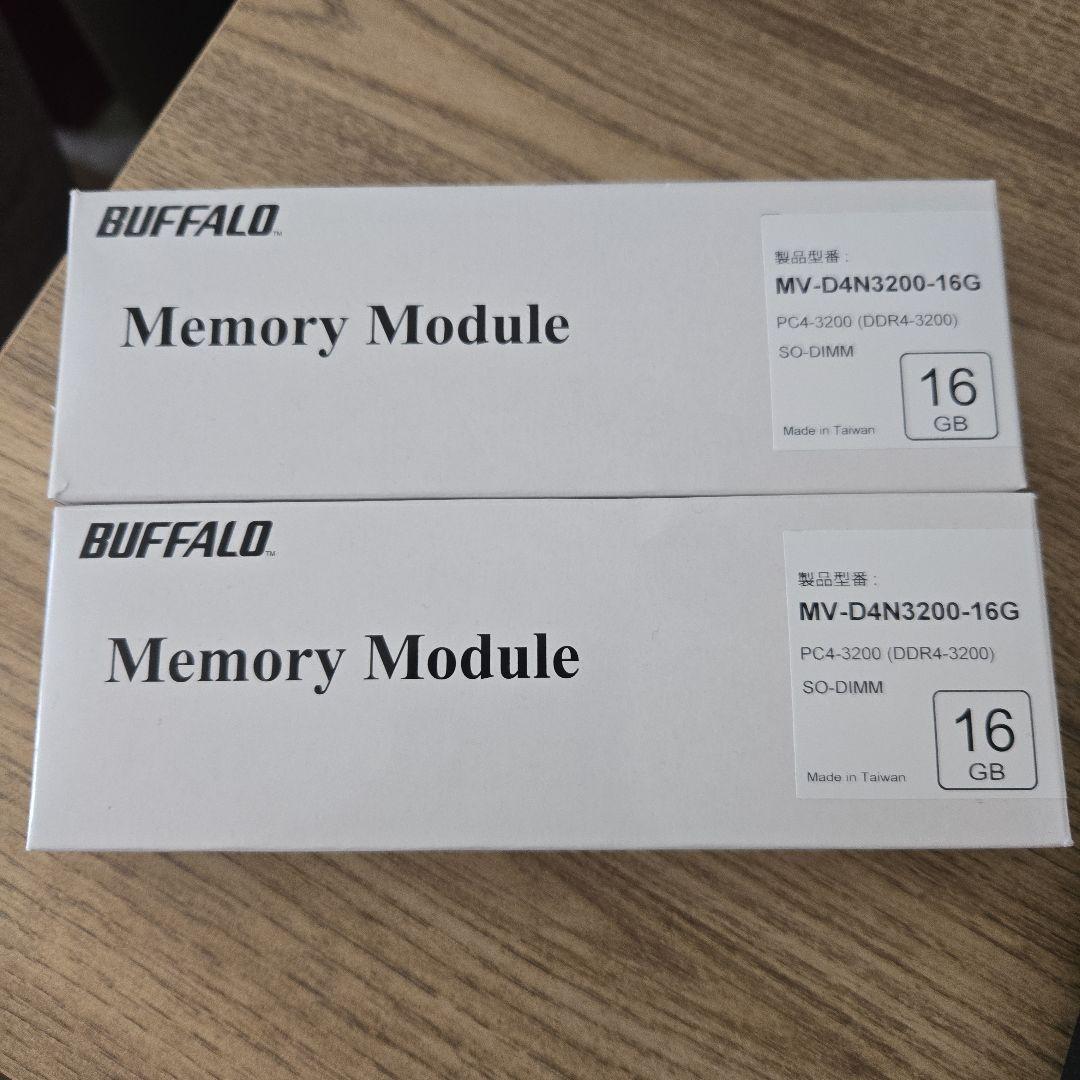 BUFFALO™
Memory Module
製品型番 :
MV-D4N3200-16G
PC4-3200 (DDR4-3200)
SO-DIMM
16
GB
Made in Taiwan
BUFFALO™
Memory Module
製品型番 :
MV-D4N3200-16G
PC4-3200 (DDR4-3200)
SO-DIMM
16
GB
Made in Taiwan